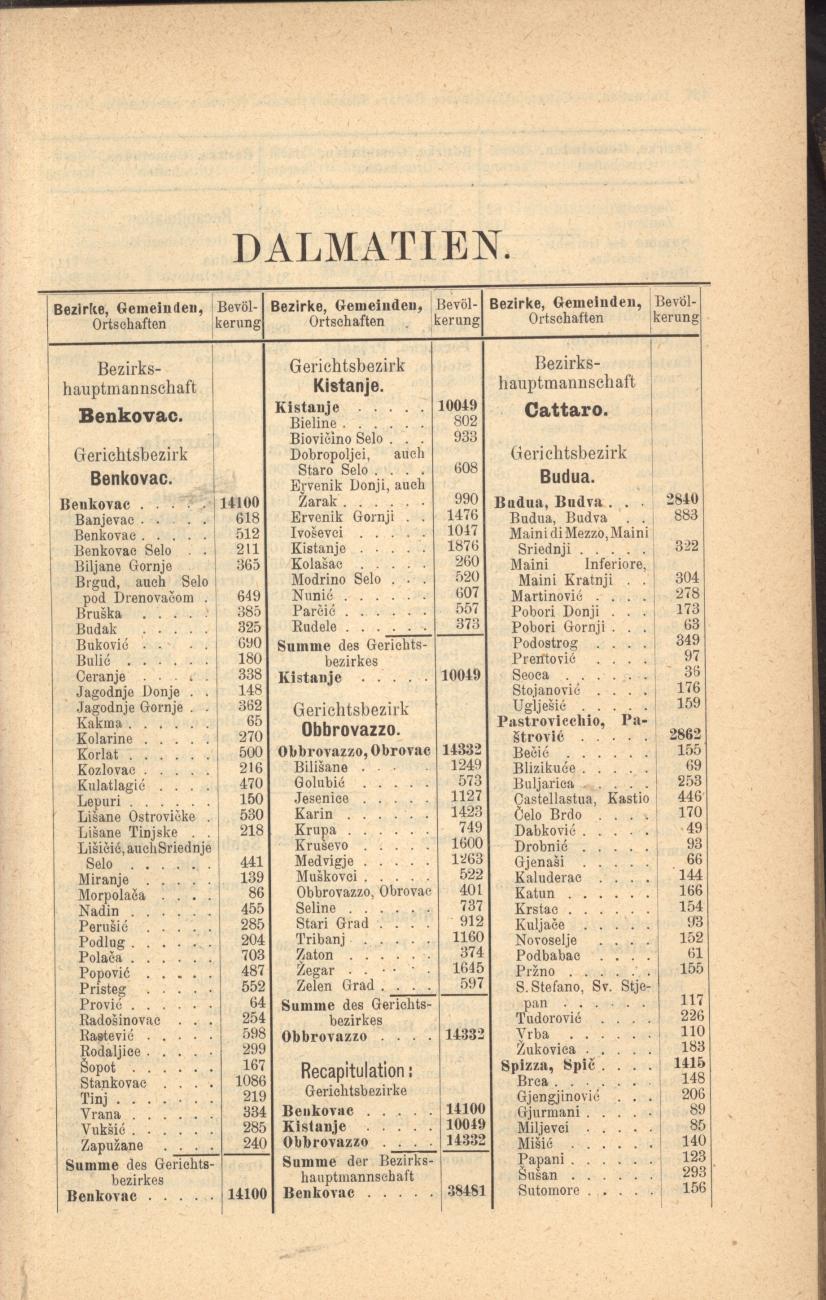 DALMATIEN.
Bezirke, Gemeinden,
Ortschaften
Bevöl-
kerung
Bezirks-
hauptmannschaft
Benkovac.
Gerichtsbezirk
Benkovac.
Benkovac . . . . . 14100
Banjevac . . . . . 618
Benkovac . . . . . 512
Benkovac Selo . . 211
Biljane Gornje 365
Brgud, auch Selo
pod Drenovačom . 649
Bruška . . . . . 385
Budak . . . . . 325
Buković . . . . . 690
Bulić . . . . . . 180
Ceranje . . . . . 338
Jagodnje Donje . . 148
Jagodnje Gornje . . 362
Kakma . . . . . . 65
Kolarine . . . . . 270
Korlat . . . . . . 500
Kozlovac . . . . . 216
Kulatlagić . . . . 470
Lepuri . . . . . . 150
Lišane Ostrovičke . 530
Lišane Tinjske . . 218
Lišičić, auch Sriednje
Selo . . . . . . 441
Miranje . . . . . 139
Morpolača . . . . 86
Nadin . . . . . . 455
Perušić . . . . . 285
Podlug . . . . . . 204
Polača . . . . . . 703
Popović . . . . . 487
Pristeg . . . . . 552
Prović . . . . . . 64
Radošinovac . . . 254
Rastević . . . . . 598
Rodaljice . . . . . 299
Šopot . . . . . . 167
Stankovac . . . . 1086
Tinj . . . . . . . 219
Vrana . . . . . . 334
Vukšić . . . . . . 285
Zapužane . . . . 240
Summe des Gerichts-
bezirkes
Benkovac . . . . . 14100
Bezirke, Gemeinden,
Ortschaften
Bevöl-
kerung
Gerichtsbezirk
Kistanje.
Kistanje . . . . . 10049
Bieline . . . . . . 802
Biovičino Selo . . . 933
Dobropoljci, auch
Staro Selo . . . . 608
Ervenik Donji, auch
Žarak . . . . . . 990
Ervenik Gornji . . 1476
Ivoševci . . . . . 1047
Kistanje . . . . . 1876
Kolašac . . . . . 260
Modrino Selo . . . 520
Nunić . . . . . . 607
Parčić . . . . . . 557
Rudele . . . . . . 373
Summe des Gerichts-
bezirkes
Kistanje . . . . . 10049
Gerichtsbezirk
Obbrovazzo.
Obbrovazzo, Obrovac 14332
Bilišane . . . . 1249
Golubić . . . . . 573
Jesenice . . . . . 1127
Karin . . . . . . 1423
Krupa . . . . . . 749
Kruševo . . . . . 1600
Medvigje . . . . . 1263
Muškovci . . . . . 522
Obbrovazzo, Obrovac 401
Seline . . . . . . 737
Stari Grad . . . . 912
Tribanj . . . . . 1160
Zaton . . . . . . 374
Žegar . . . . . . 1645
Zelen Grad . . . . 597
Summe des Gerichts-
bezirkes
Obbrovazzo . . . . 14332
Recapitulation:
Gerichtsbezirke
Benkovac . . . . . 14100
Kistanje . . . . . 10049
Obbrovazzo . . . . 14332
Summe der Bezirks-
hauptmannschaft
Benkovac . . . . . 38481
Bezirke, Gemeinden,
Ortschaften
Bevöl-
kerung
Bezirks-
hauptmannschaft
Cattaro.
Gerichtsbezirk
Budua.
Budua, Budva . . . 2840
Budua, Budva . . 883
Maini di Mezzo, Maini
Sriednji . . . . . 322
Maini Inferiore,
Maini Kratnji . . 304
Martinović . . . . 278
Pobori Donji . . . 173
Pobori Gornji . . . 63
Podostrog . . . . 349
Prentović . . . . 97
Seoca . . . . . . 36
Stojanović . . . . 176
Uglješić . . . . . 159
Pastrovicchio, Pa-
štrović . . . . . 2862
Bečić . . . . . . 155
Blizikuće . . . . . 69
Buljarica . . . . . 253
Castellastua, Kastio 446
Čelo Brdo . . . . 170
Dabković . . . . . 49
Drobnić . . . . . 93
Gjenaši . . . . . 66
Kaluderac . . . . 144
Katun . . . . . . 166
Krstac . . . . . . 154
Kuljače . . . . . 93
Novoselje . . . . 152
Podbabac . . . . 61
Pržno . . . . . . 155
S. Stefano, Sv. Stje-
pan . . . . . . 117
Tudorović . . . . 226
Vrba . . . . . . 110
Žukovica . . . . . 183
Spizza, Spič . . . . 1415
Brca . . . . . . . 148
Gjengjinović . . . 206
Gjurmani . . . . . 89
Miljevci . . . . . 85
Mišić . . . . . . 140
Papani . . . . . . 123
Šušan . . . . . . 293
Sutomore . . . . . 156